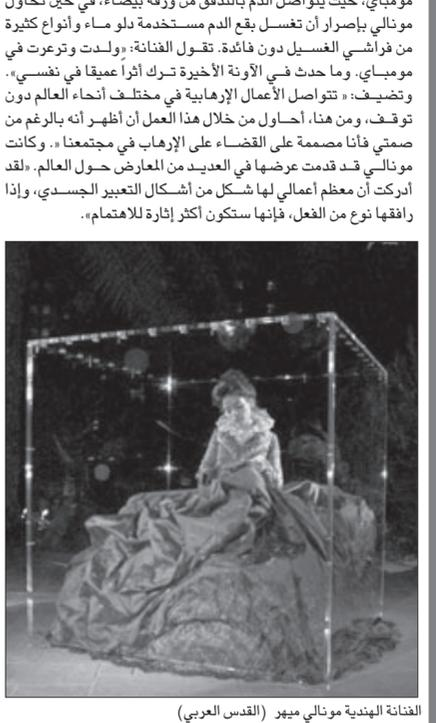 مومباي، حيث يتواصل الدم بالتدفق من ورقة بيضاء، في حين تحاول
مونالي بإصرار أن تغسل بقع الدم مستخدمة دلو ماء وأنواع كثيرة
من فراشي الغسيل دون فائدة. تقول الفنانة: «ولدت وترعرت في
مومباي. وما حدث في الآونة الأخيرة ترك أثراً عميقا في نفسي».
وتضيف: « تتواصل الأعمال الإرهابية في مختلف أنحاء العالم دون
توقف، ومن هنا، أحاول من خلال هذا العمل أن أظهر أنه بالرغم من
صمتي فأنا مصممة على القضاء على الإرهاب في مجتمعنا «. وكانت
مونالي قد قدمت عرضها في العديد من المعارض حول العالم. «لقد
أدركت أن معظم أعمالي لها شكل من أشكال التعبير الجسدي، وإذا
رافقها نوع من الفعل، فإنها ستكون أكثر إثارة للاهتمام».
الفنانة الهندية مونالي ميهر (القدس العربي)